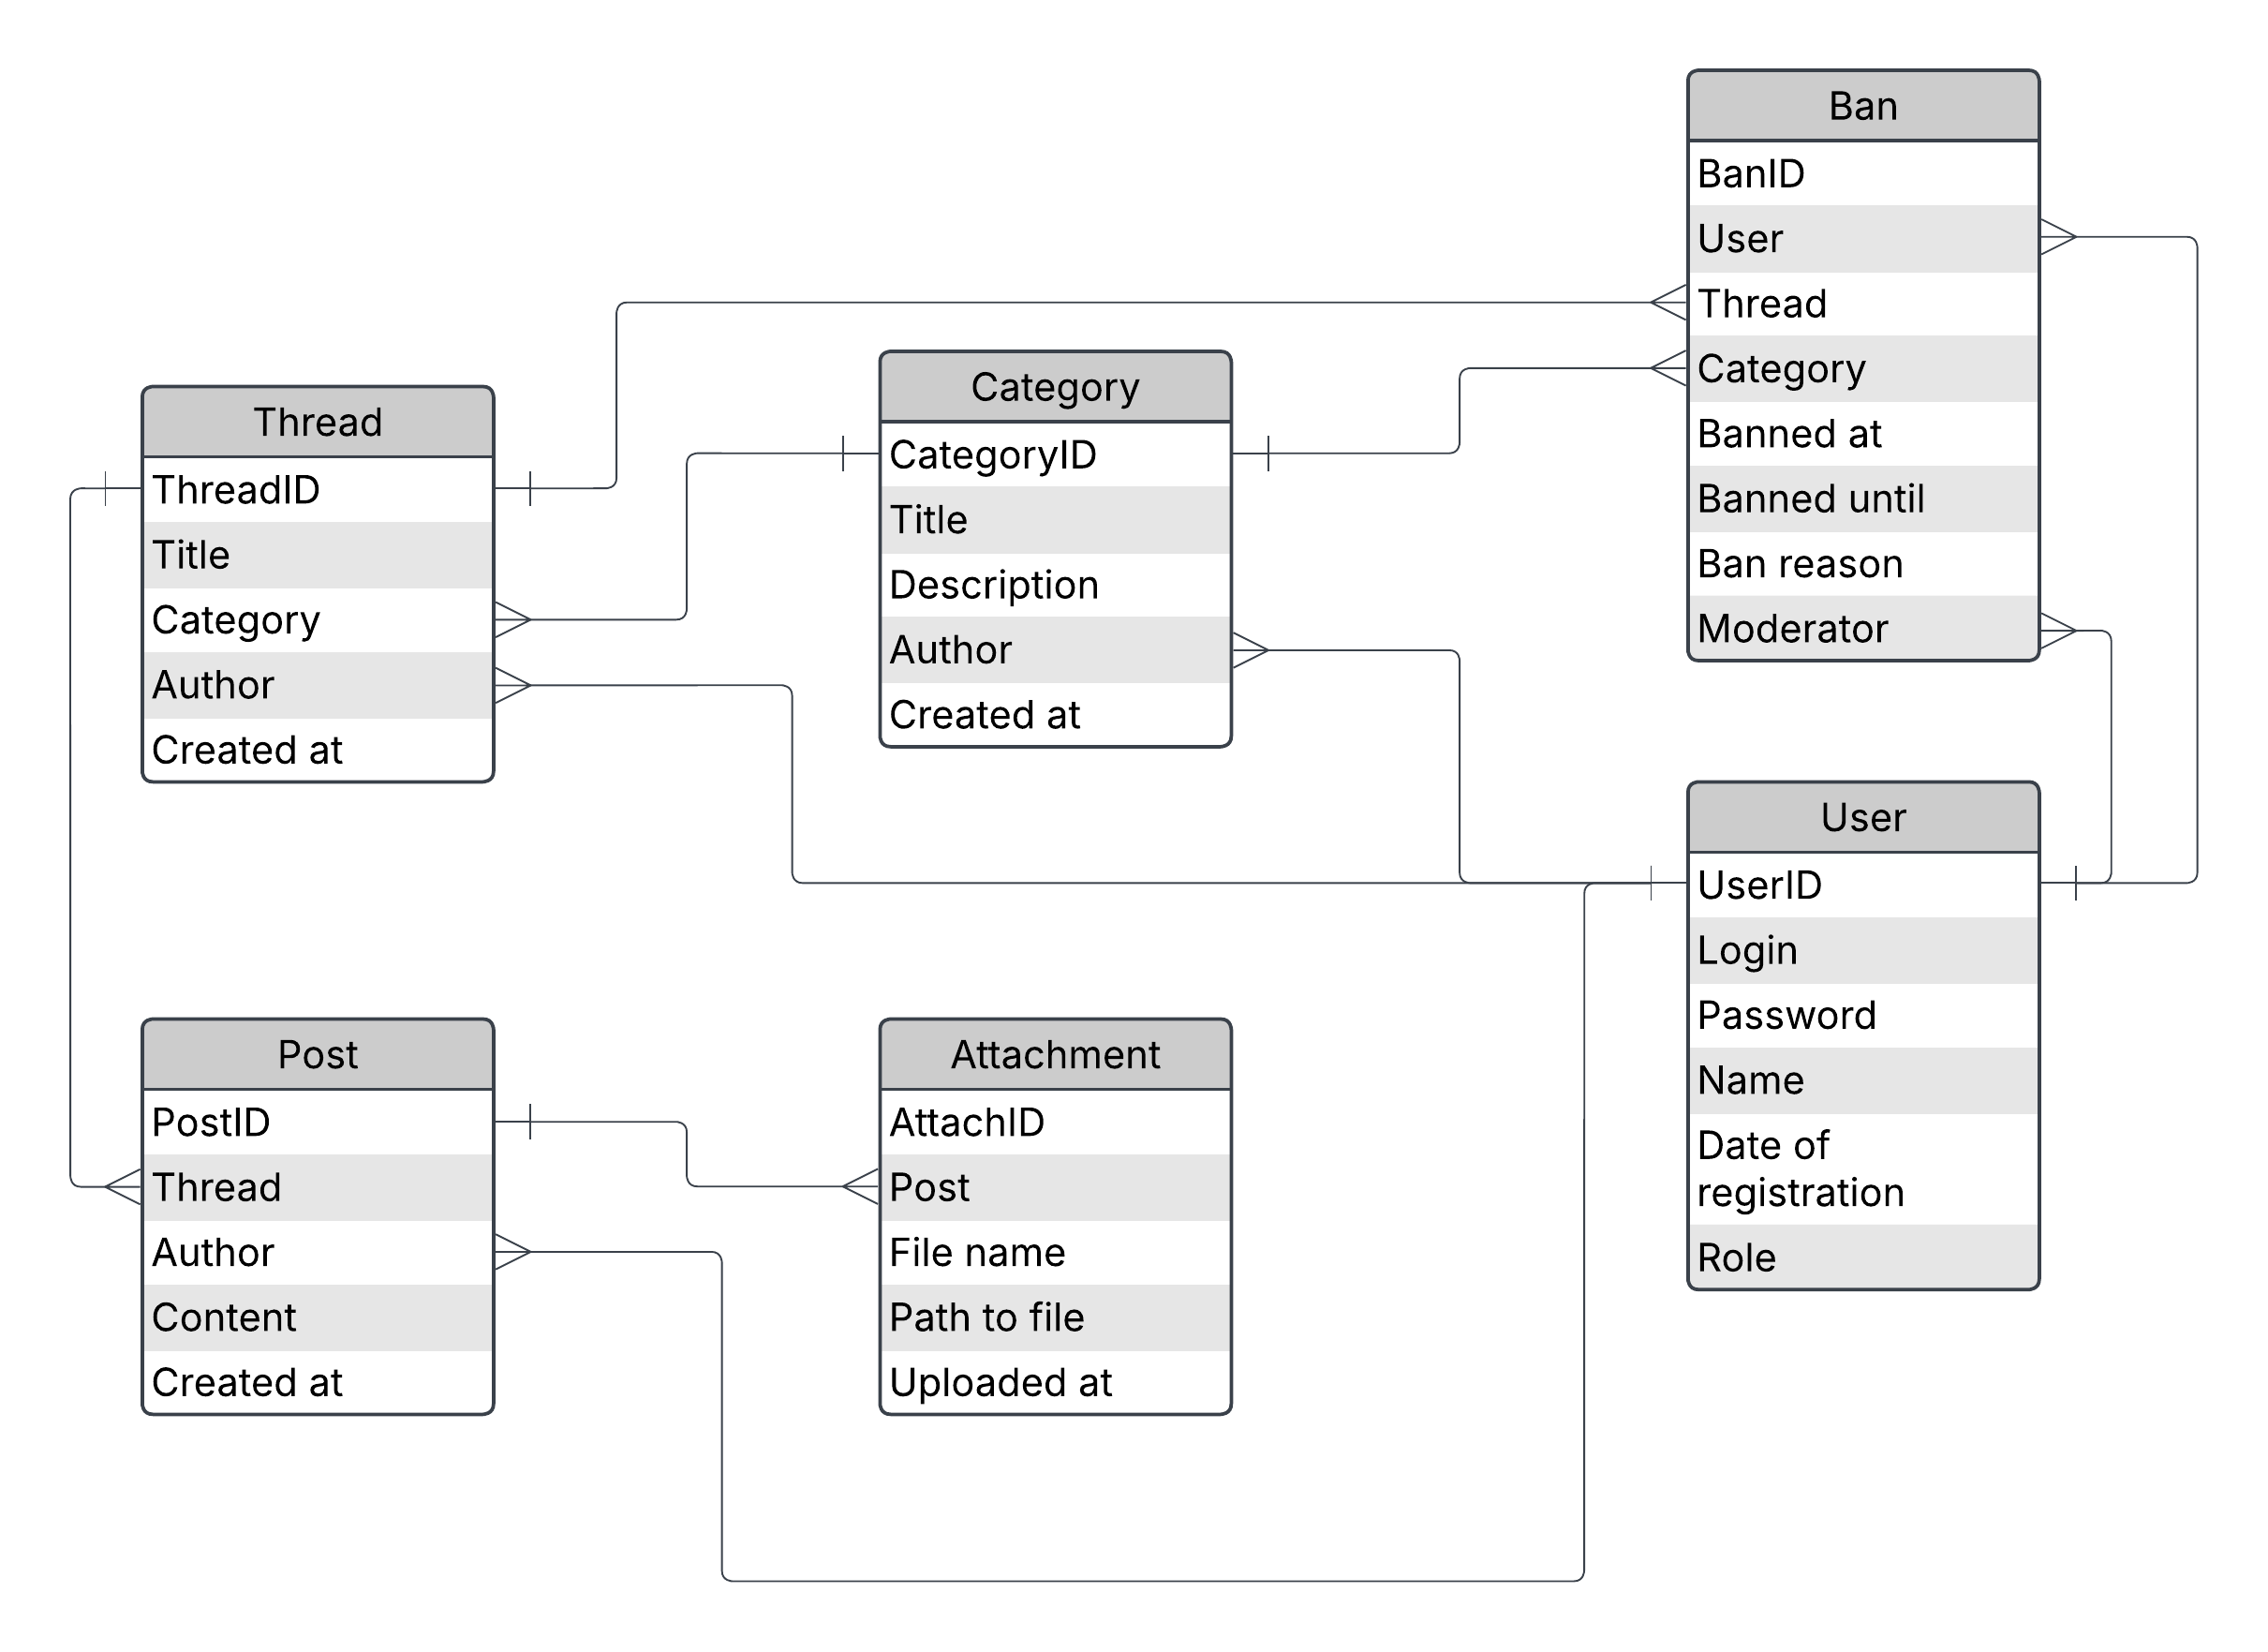 Ban
BanID
User
Thread
Category
Banned at
Banned until
Ban reason
Moderator
Category
CategoryID
Title
Description
Author
Created at
Thread
ThreadID
Title
Category
Author
Created at
User
UserID
Login
Password
Name
Date of
registration
Role
Post
PostID
Thread
Author
Content
Created at
Attachment
AttachID
Post
File name
Path to file
Uploaded at